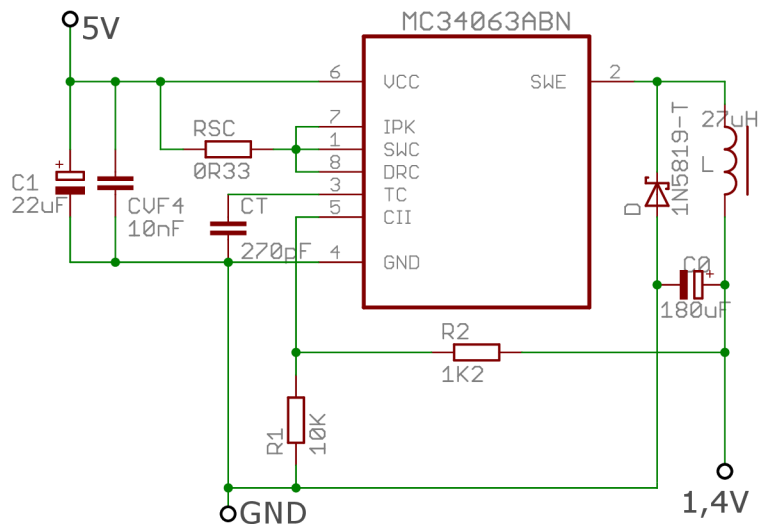 MC34063ABN
5V
6
VCC
SWE
2
7
IPK
RSC
1
SWC
0R33
8
DRC
27uH
L
1N5819-T
D
C1
22uF
CVF4
10nF
3
TC
CT
5
CII
270pF
4
GND
C0
180uF
R2
1K2
R1
10K
GND
1,4V
+
+